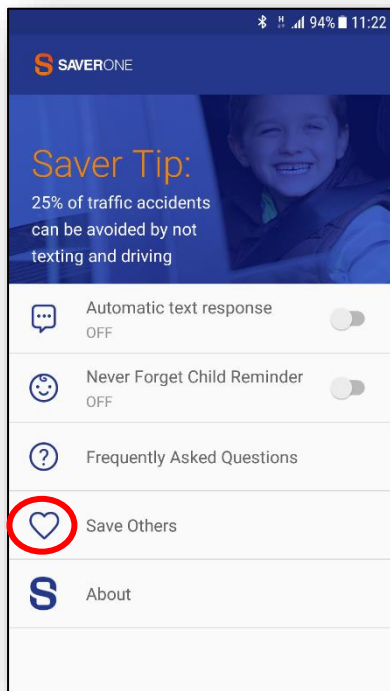 94% 11:22
SAVERONE
Saver Tip:
25% of traffic accidents
can be avoided by not
texting and driving
Automatic text response
OFF
Never Forget Child Reminder
OFF
Frequently Asked Questions
Save Others
About